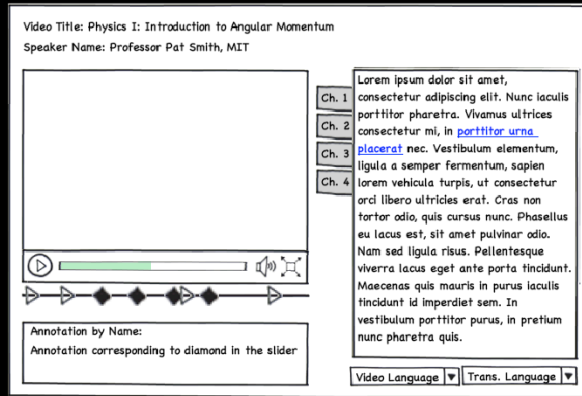 Video Title: Physics I: Introduction to Angular Momentum
Speaker Name: Professor Pat Smith, MIT
Ch. 1
Ch. 2
Ch. 3
Ch. 4
Lorem ipsum dolor sit amet,
consectetur adipiscing elit. Nunc iaculis
porttitor pharetra. Vivamus ultrices
consectetur mi, in porttitor urna
placerat nec. Vestibulum elementum,
ligula a semper fermentum, sapien
lorem vehicula turpis, ut consectetur
orci libero ultricies erat. Cras non
tortor odio, quis cursus nunc. Phasellus
eu lacus est, sit amet pulvinar odio.
Nam sed ligula risus. Pellentesque
viverra lacus eget ante porta tincidunt.
Maecenas quis mauris in purus iaculis
tincidunt id imperdiet sem. In
vestibulum porttitor purus, in pretium
nunc pharetra quis.
Annotation by Name:
Annotation corresponding to diamond in the slider
Video Language
Trans. Language